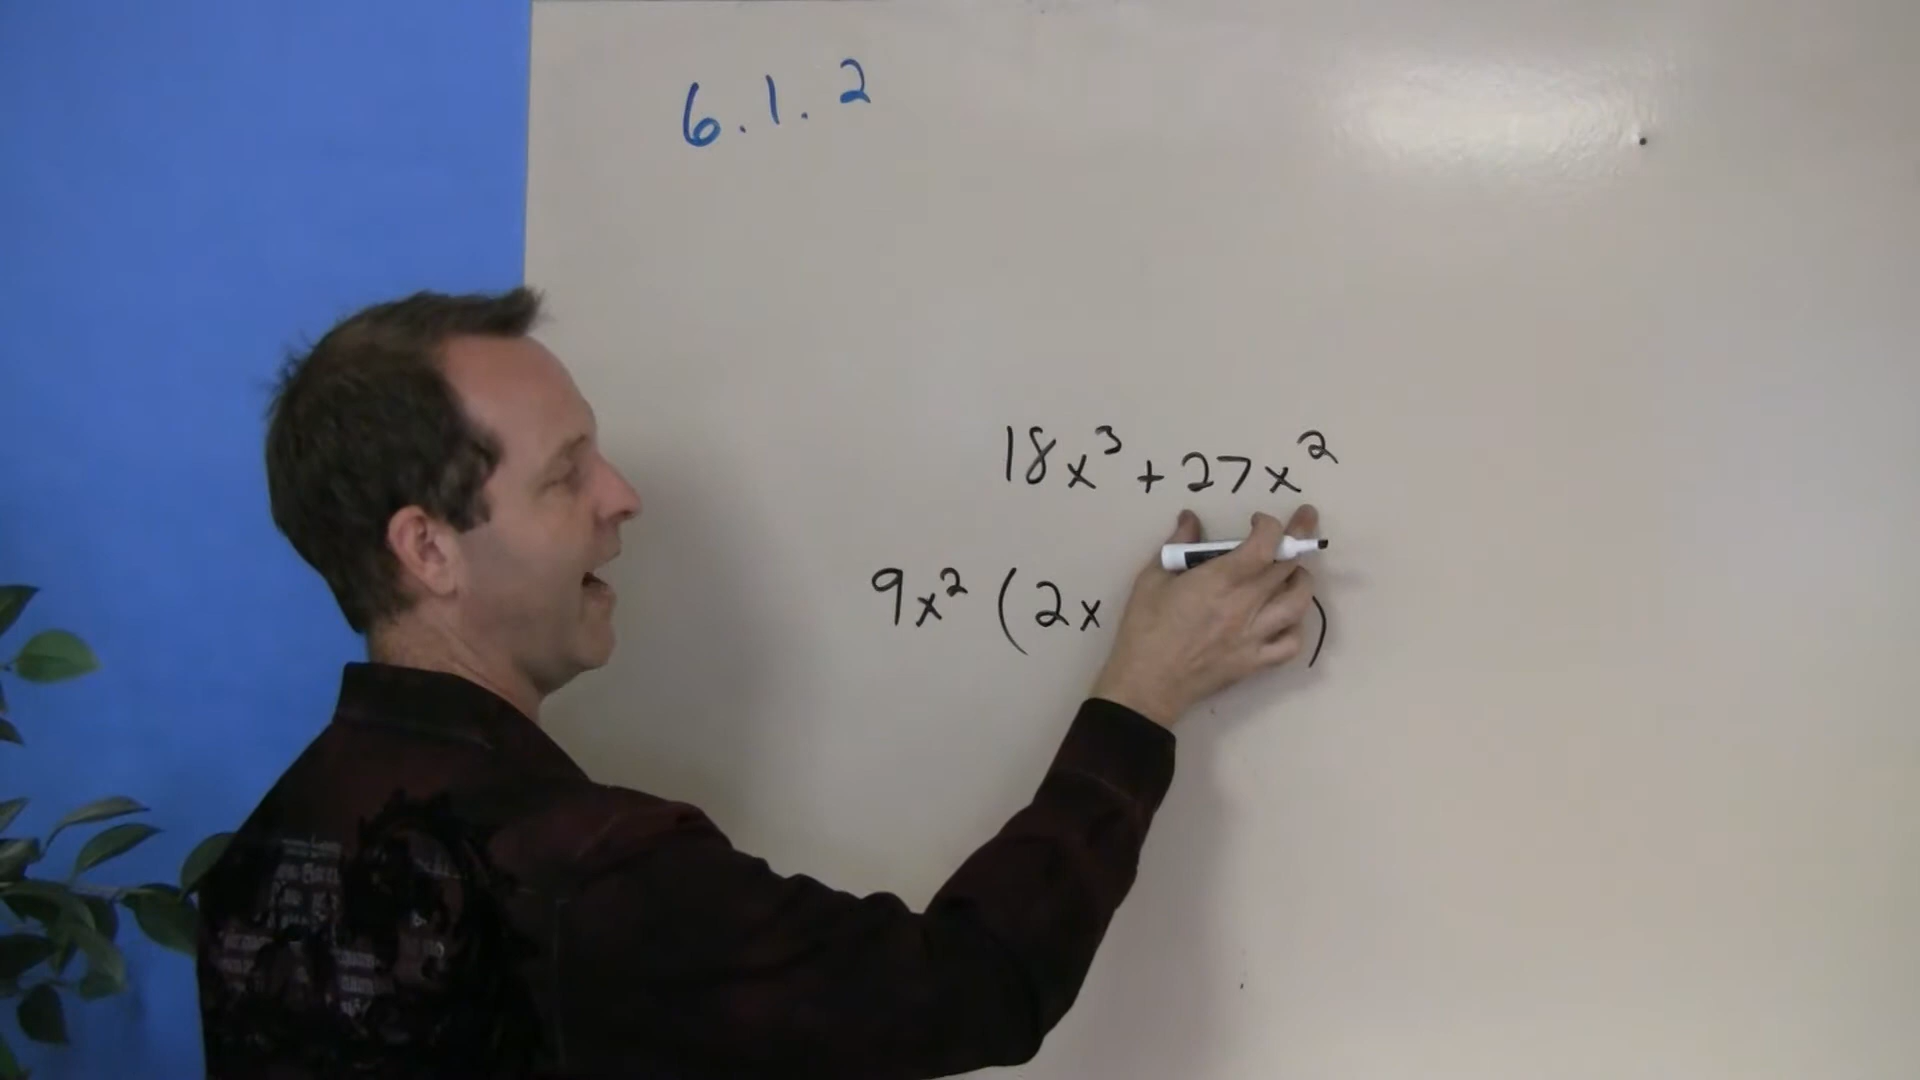 6.1.2
18x³ + 27x²
9x² (2x )